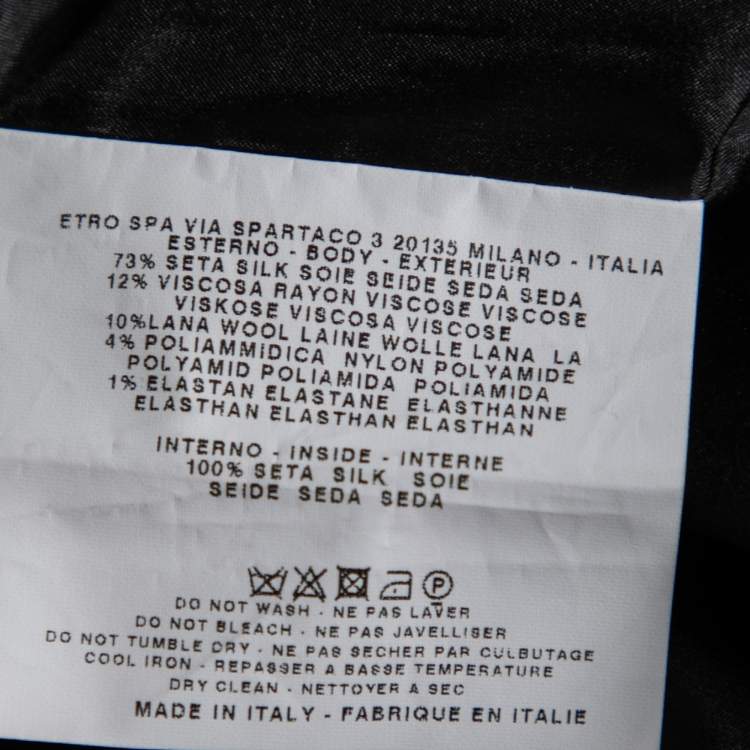 ETRO SPA VIA SPARTACO 3 20135 MILANO - ITALIA
ESTERNO - BODY - EXTERIEUR
73% SETA SILK SOIE SEIDE SEDA SEDA
12% VISCOSA RAYON VISCOSE VISCOSE
VISKOSE VISCOSA VISCOSE
10%LANA WOOL LAINE WOLLE LANA LA
4% POLIAMMIDICA NYLON POLYAMIDE
POLYAMID POLIAMIDA POLIAMIDA
1% ELASTAN ELASTANE ELASTHANNE
ELASTHAN ELASTHAN ELASTHAN
INTERNO - INSIDE - INTERNE
100% SETA SILK SOIE
SEIDE SEDA SEDA
P
DO NOT WASH - NE PAS LAVER
DO NOT BLEACH - NE PAS JAVELLISER
DO NOT TUMBLE DRY - NE PAS SECHER PAR CULBUTAGE
COOL IRON - REPASSER A BASSE TEMPERATURE
DRY CLEAN - NETTOYER A SEC
MADE IN ITALY - FABRIQUE EN ITALIE